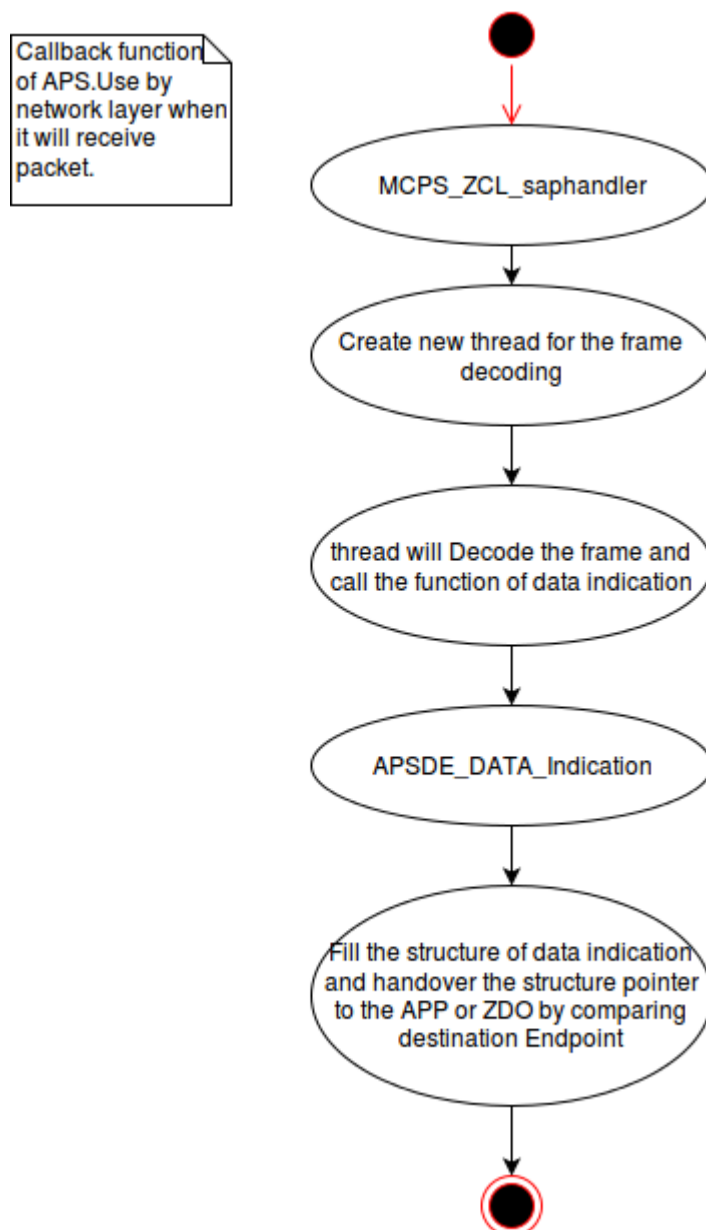 Callback function
of APS.Use by
network layer when
it will receive
packet.
MCPS_ZCL_saphandler
Create new thread for the frame
decoding
thread will Decode the frame and
call the function of data indication
APSDE_DATA_Indication
Fill the structure of data indication
and handover the structure pointer
to the APP or ZDO by comparing
destination Endpoint